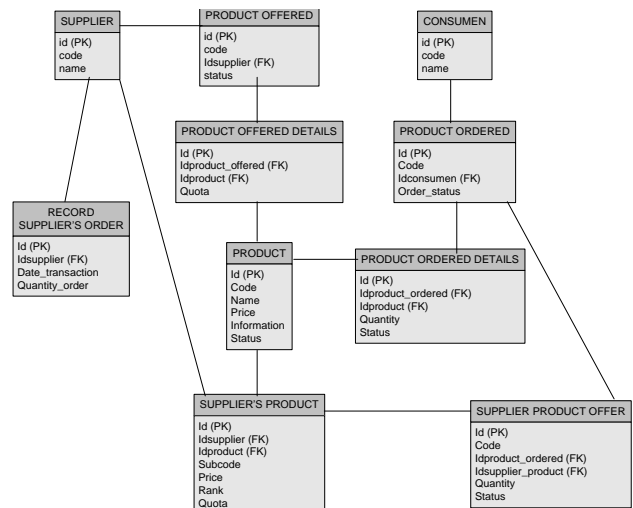 SUPPLIER
id (PK)
code
name
PRODUCT OFFERED
id (PK)
code
Idsupplier (FK)
status
CONSUMEN
id (PK)
code
name
PRODUCT OFFERED DETAILS
Id (PK)
Idproduct_offered (FK)
Idproduct (FK)
Quota
PRODUCT ORDERED
Id (PK)
Code
Idconsumen (FK)
Order_status
RECORD
SUPPLIER'S ORDER
Id (PK)
Idsupplier (FK)
Date_transaction
Quantity_order
PRODUCT
Id (PK)
Code
Name
Price
Information
Status
PRODUCT ORDERED DETAILS
Id (PK)
Idproduct_ordered (FK)
Idproduct (FK)
Quantity
Status
SUPPLIER'S PRODUCT
Id (PK)
Idsupplier (FK)
Idproduct (FK)
Subcode
Price
Rank
Quota
SUPPLIER PRODUCT OFFER
Id (PK)
Code
Idproduct_ordered (FK)
Idsupplier_product (FK)
Quantity
Status